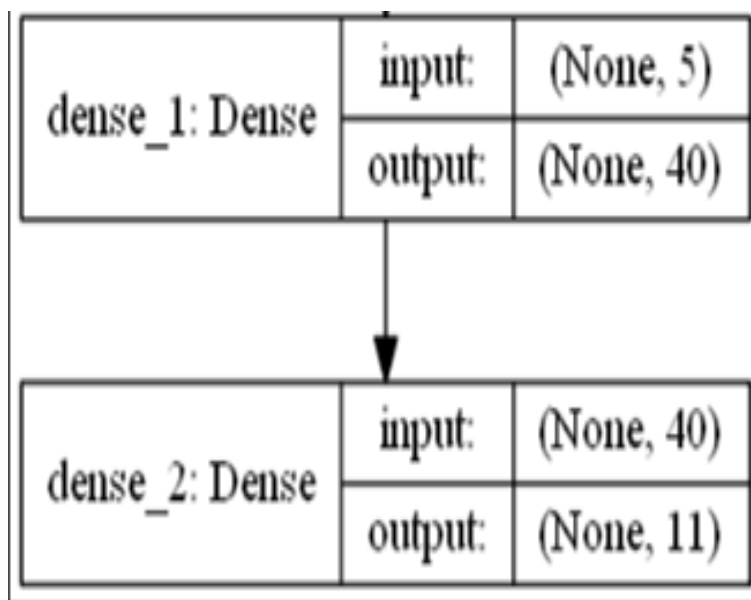 dense_1: Dense
input:
(None, 5)
output:
(None, 40)
dense_2: Dense
input:
(None, 40)
output:
(None, 11)